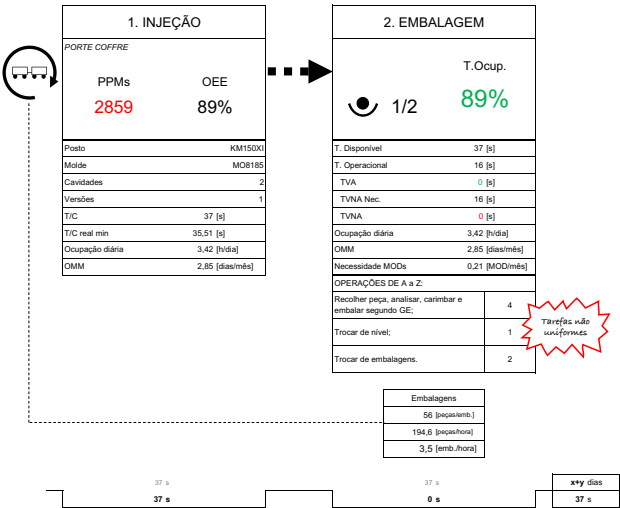 1. INJEÇÃO
PORTE COFFRE
PPMs OEE
2859 89%
Posto KM150XI
Molde MO8185
Cavidades 2
Versões 1
T/C 37 [s]
T/C real min 35,51 [s]
Ocupação diária 3,42 [h/dia]
OMM 2,85 [dias/mês]
2. EMBALAGEM
T.Ocup.
1/2 89%
T. Disponível 37 [s]
T. Operacional 16 [s]
TVA 0 [s]
TVNA Nec. 16 [s]
TVNA 0 [s]
Ocupação diária 3,42 [h/dia]
OMM 2,85 [dias/mês]
Necessidade MODs 0,21 [MOD/mês]
OPERAÇÕES DE A a Z:
Recolher peça, analisar, carimbar e
embalar segundo GE; 4
Trocar de nível; 1
Trocar de embalagens. 2
Tarefas não
uniformes
Embalagens
56 [peças/emb.]
194,6 [peças/hora]
3,5 [emb./hora]
37 s 37 s x+y dias
37 s 0 s 37 s